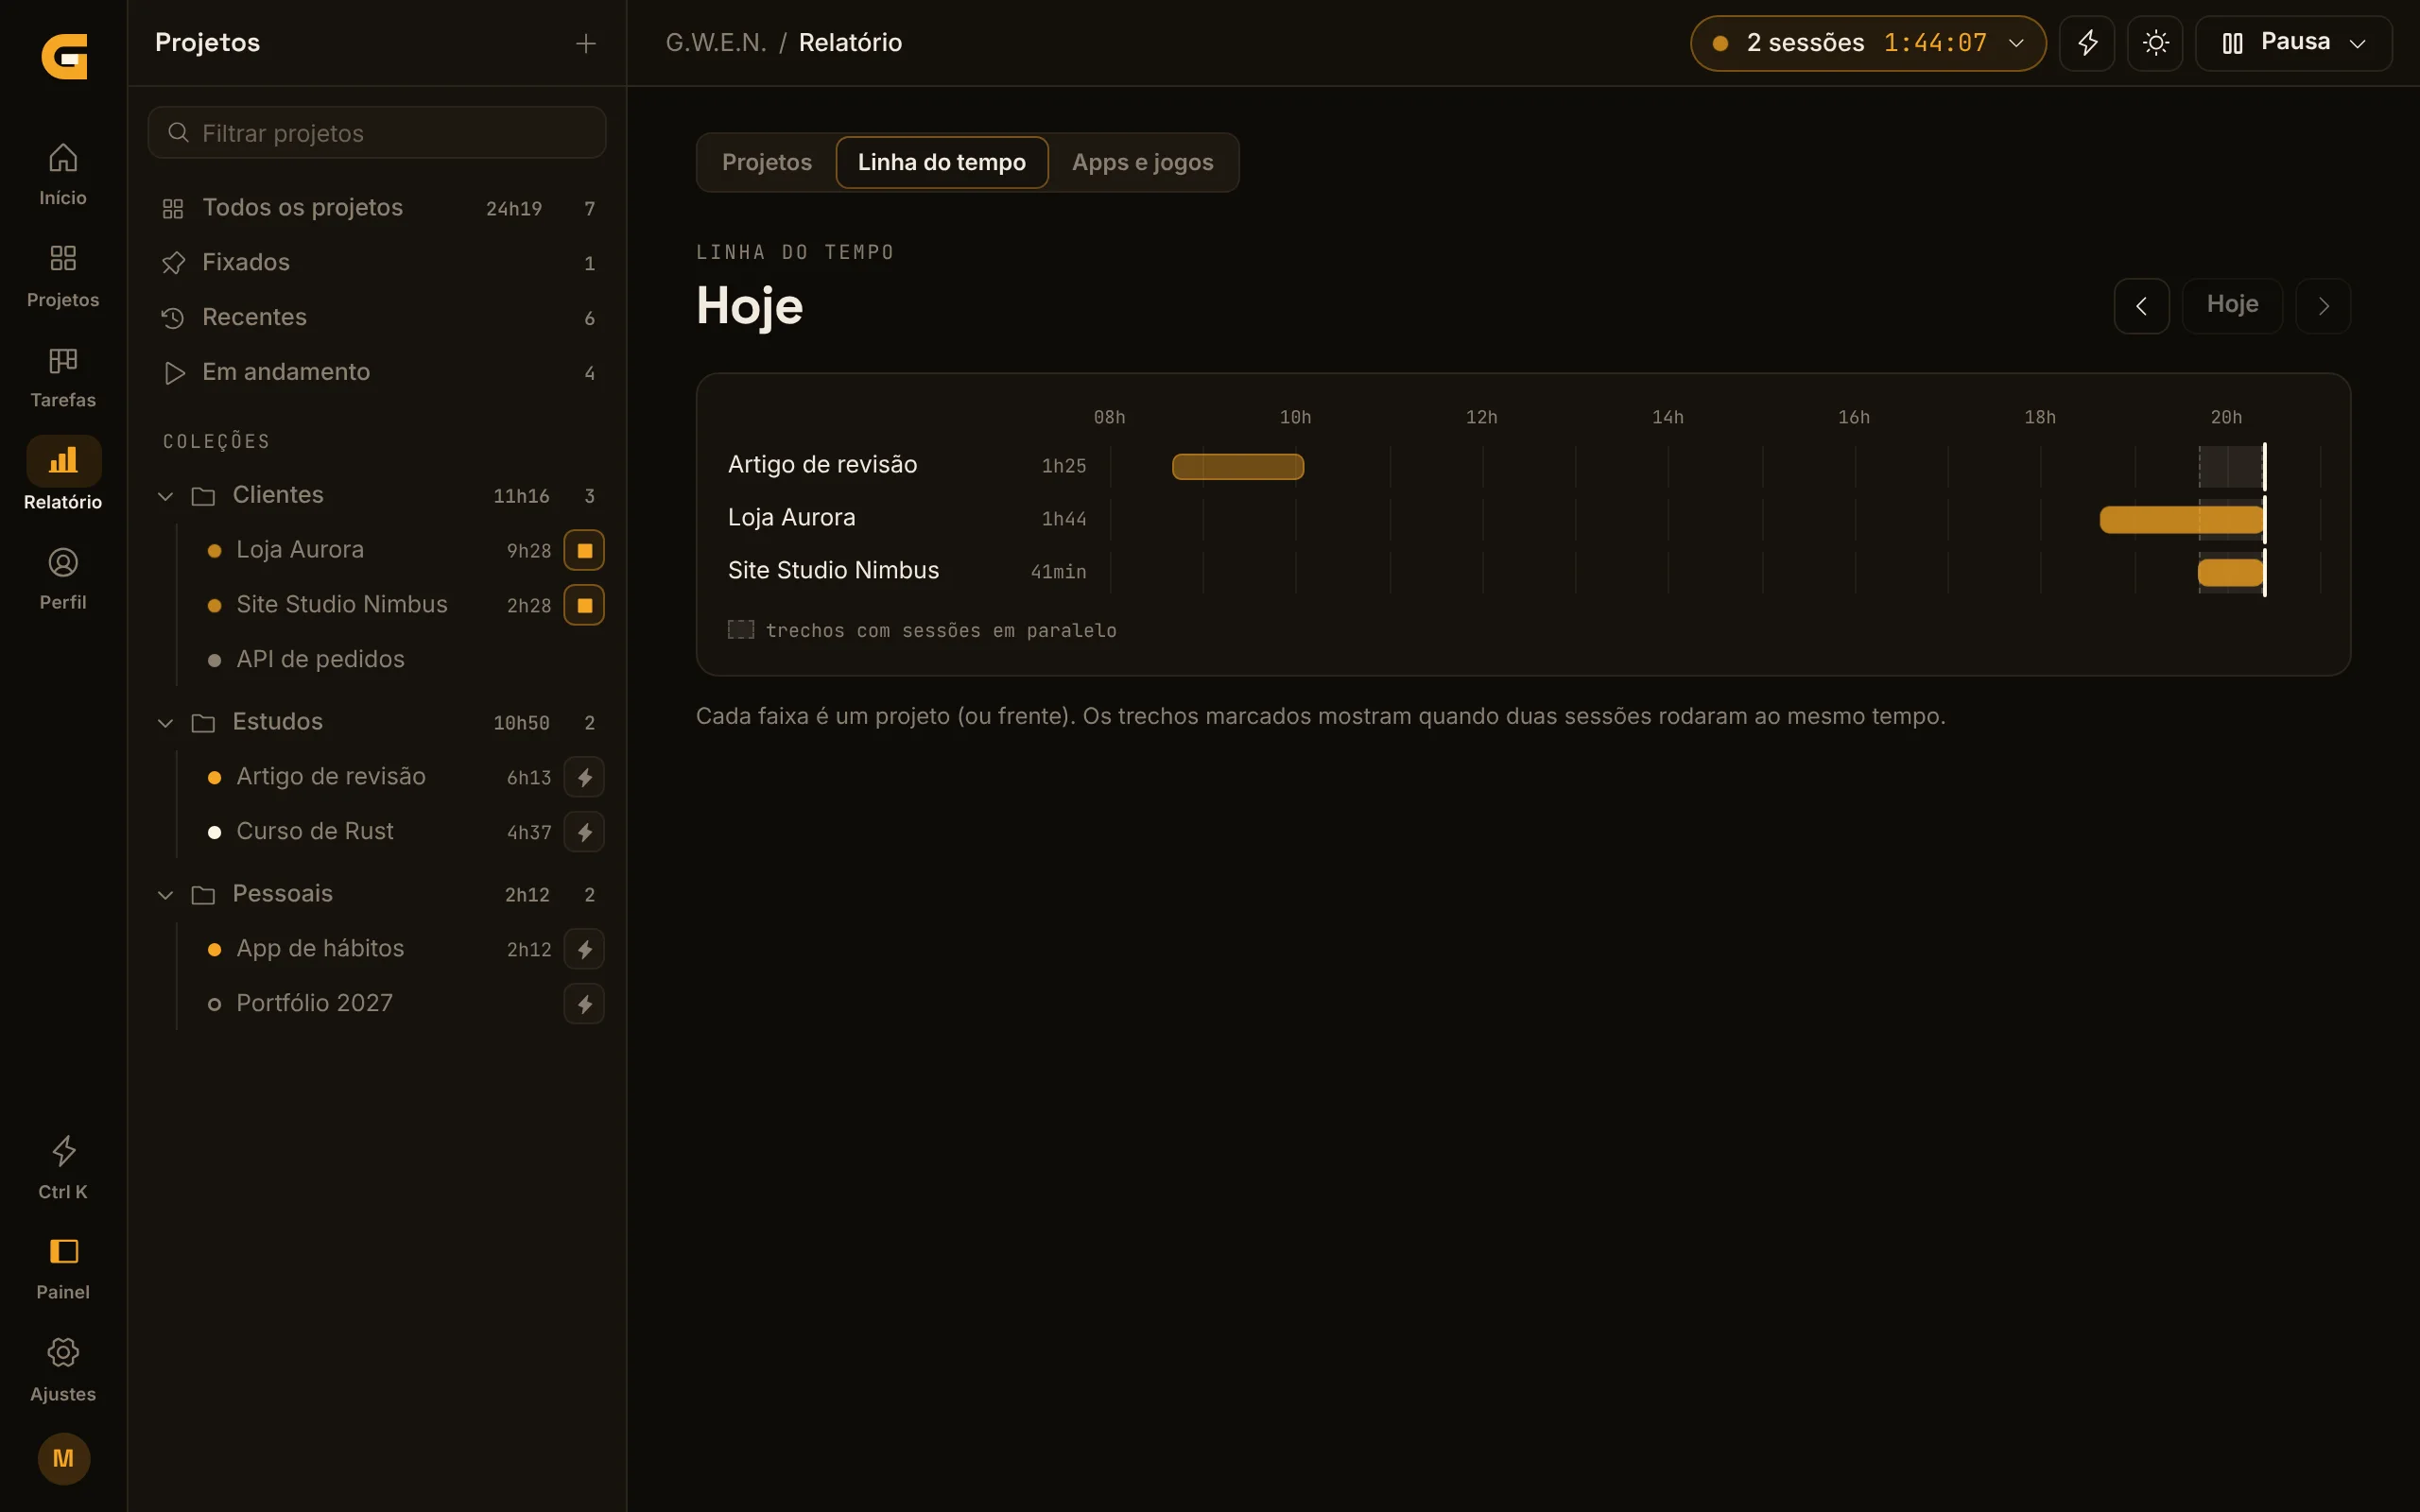 Início
Projetos
Tarefas
Relatório
Perfil
Ctrl K
Painel
Ajustes
M
Projetos
Filtrar projetos
Todos os projetos 24h19 7
Fixados 1
Recentes 6
Em andamento 4
COLEÇÕES
Clientes 11h16 3
Loja Aurora 9h28
Site Studio Nimbus 2h28
API de pedidos
Estudos 10h50 2
Artigo de revisão 6h13
Curso de Rust 4h37
Pessoais 2h12 2
App de hábitos 2h12
Portfólio 2027
G.W.E.N. / Relatório
2 sessões 1:44:07
Pausa
Projetos Linha do tempo Apps e jogos
LINHA DO TEMPO
Hoje
Hoje
08h 10h 12h 14h 16h 18h 20h
Artigo de revisão 1h25
Loja Aurora 1h44
Site Studio Nimbus 41min
trechos com sessões em paralelo
Cada faixa é um projeto (ou frente). Os trechos marcados mostram quando duas sessões rodaram ao mesmo tempo.